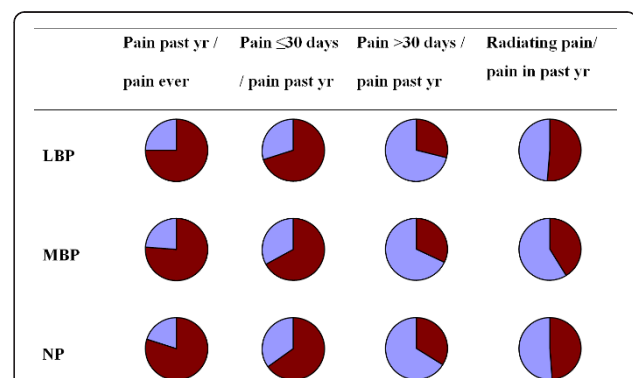 Pain past yr / Pain ≤30 days Pain >30 days / Radiating pain/
pain ever / pain past yr pain past yr pain in past yr
LBP
MBP
NP